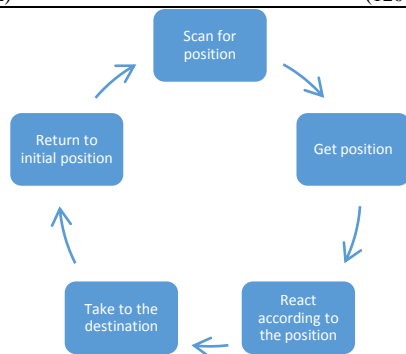 Scan for
position
Get position
React
according to
the position
Take to the
destination
Return to
initial position